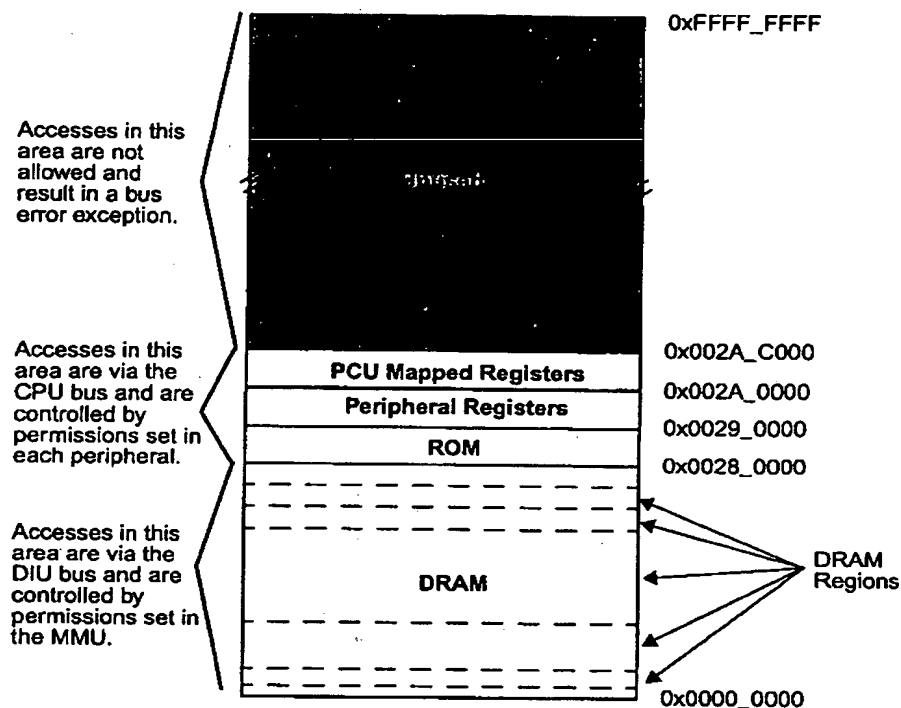 0xFFFF_FFFF
Accesses in this
area are not
allowed and
result in a bus
error exception.
Accesses in this
area are via the
CPU bus and are
controlled by
permissions set in
each peripheral.
PCU Mapped Registers
0x002A_C000
0x002A_0000
Peripheral Registers
0x0029_0000
ROM
0x0028_0000
Accesses in this
area are via the
DIU bus and are
controlled by
permissions set in
the MMU.
DRAM
DRAM
Regions
0x0000_0000